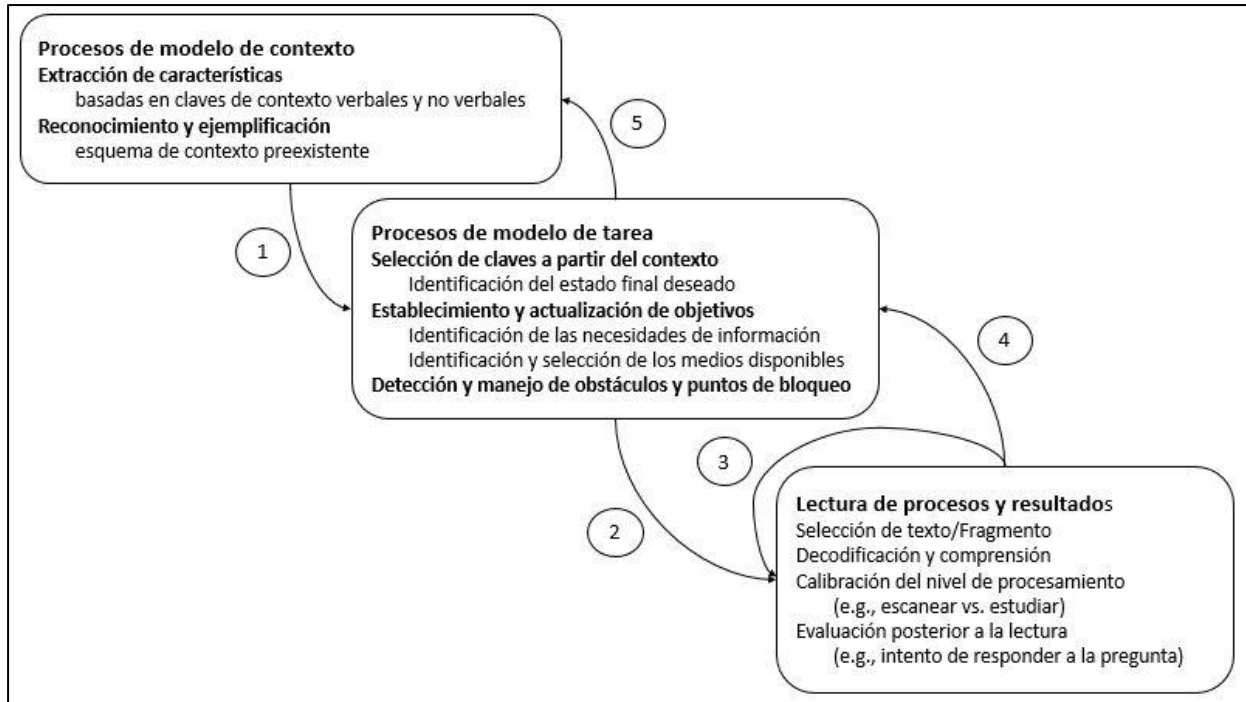 Procesos de modelo de contexto
Extracción de características
basadas en claves de contexto verbales y no verbales
Reconocimiento y ejemplificación
esquema de contexto preexistente
5
1
Procesos de modelo de tarea
Selección de claves a partir del contexto
Identificación del estado final deseado
Establecimiento y actualización de objetivos
Identificación de las necesidades de información
Identificación y selección de los medios disponibles
Detección y manejo de obstáculos y puntos de bloqueo
4
3
2
Lectura de procesos y resultados
Selección de texto/Fragmento
Decodificación y comprensión
Calibración del nivel de procesamiento
(e.g., escanear vs. estudiar)
Evaluación posterior a la lectura
(e.g., intento de responder a la pregunta)